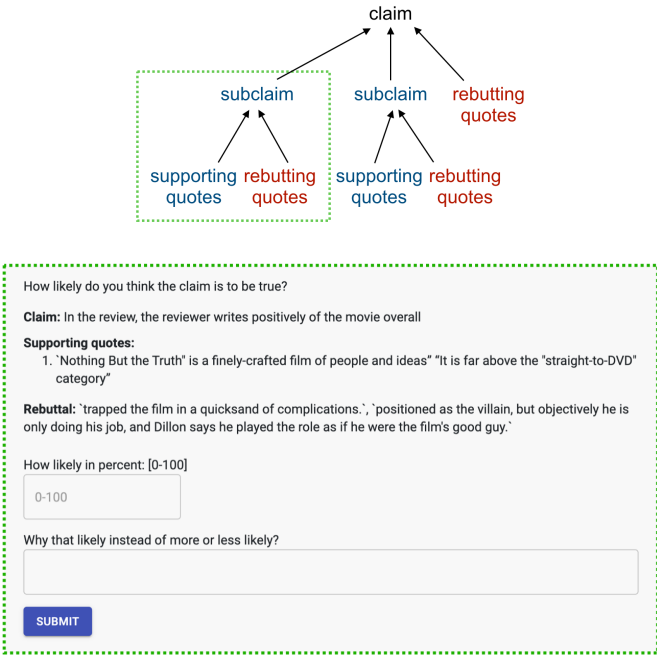 claim
subclaim subclaim rebutting
quotes
supporting rebutting supporting rebutting
quotes quotes quotes quotes
How likely do you think the claim is to be true?
Claim: In the review, the reviewer writes positively of the movie overall
Supporting quotes:
1. `Nothing But the Truth" is a finely-crafted film of people and ideas” “It is far above the "straight-to-DVD"
category”
Rebuttal: `trapped the film in a quicksand of complications.`, `positioned as the villain, but objectively he is
only doing his job, and Dillon says he played the role as if he were the film's good guy.`
How likely in percent: [0-100]
0-100
Why that likely instead of more or less likely?
SUBMIT